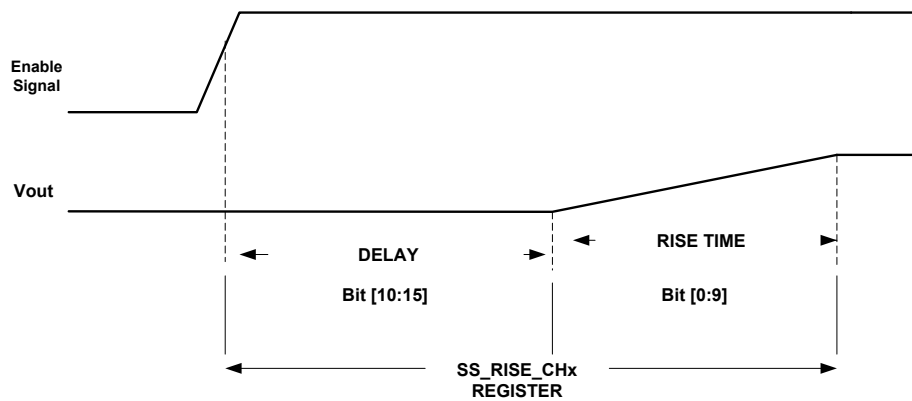 Enable
Signal
Vout
DELAY
RISE TIME
Bit [10:15]
Bit [0:9]
SS_RISE_CHx
REGISTER